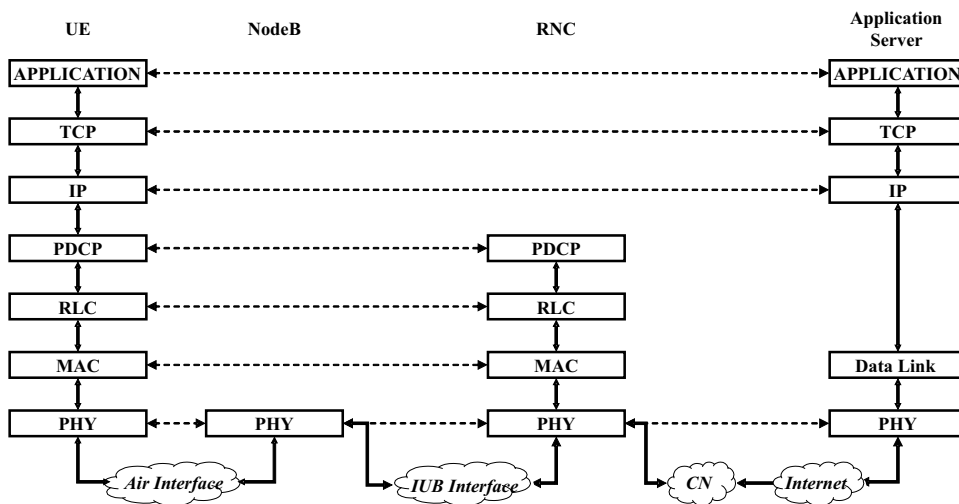 UE NodeB RNC Application
Server
APPLICATION APPLICATION
TCP TCP
IP IP
PDCP PDCP
RLC RLC
MAC MAC Data Link
PHY PHY PHY PHY
Air Interface IUB Interface CN Internet